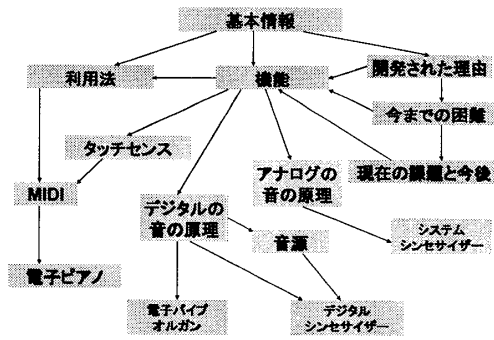 基本情報
利用法
機能
開発された理由
今までの困難
タッチセンス
アナログの
音の原理
現在の課題と今後
MIDI
デジタルの
音の原理
音源
システム
シンセサイザー
電子ピアノ
電子パイプ
オルガン
デジタル
シンセサイザー